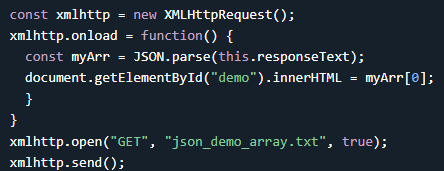 const xmlhttp = new XMLHttpRequest();
xmlhttp.onload = function() {
  const myArr = JSON.parse(this.responseText);
  document.getElementById("demo").innerHTML = myArr[0];
  }
}
xmlhttp.open("GET", "json_demo_array.txt", true);
xmlhttp.send();